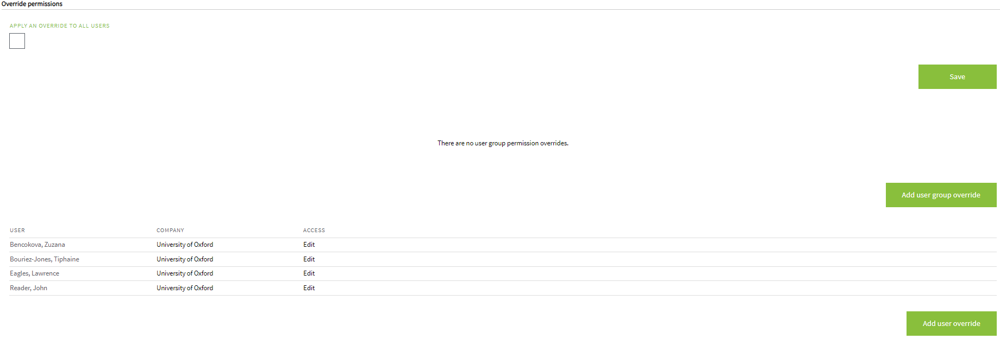 Override permissions
APPLY AN OVERRIDE TO ALL USERS
Save
There are no user group permission overrides.
Add user group override
USER COMPANY ACCESS
Bencokova, Zuzana University of Oxford Edit
Bouriez-Jones, Tiphaine University of Oxford Edit
Eagles, Lawrence University of Oxford Edit
Reader, John University of Oxford Edit
Add user override